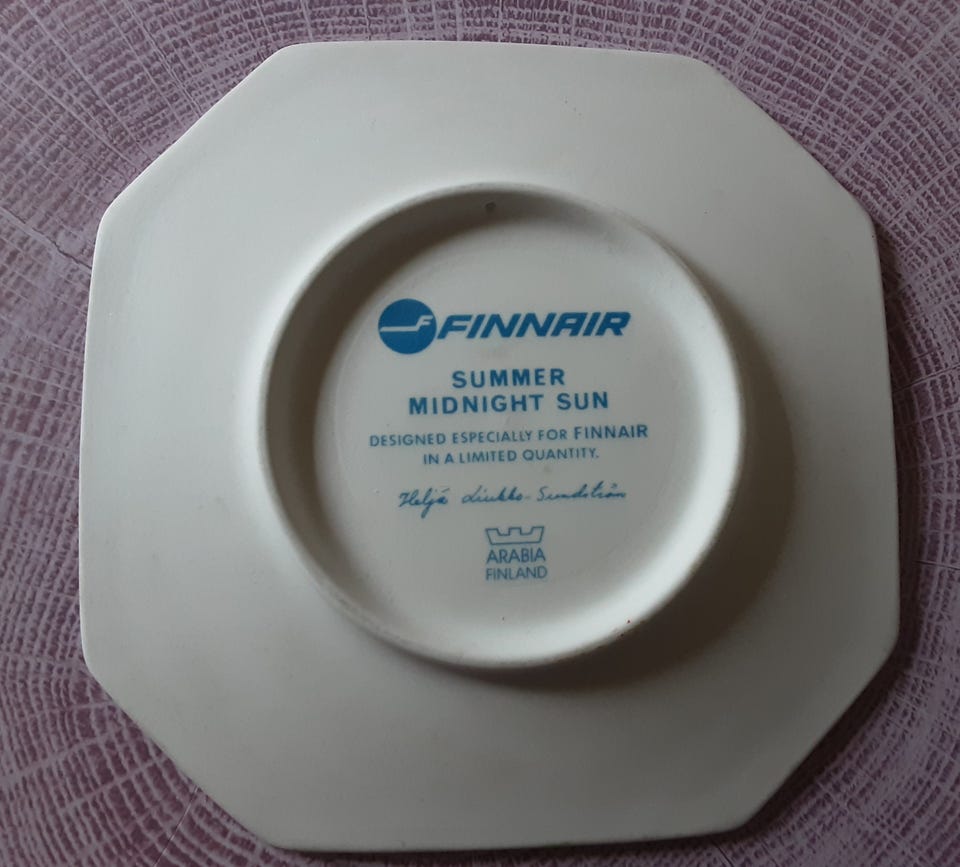 FINNAIR
SUMMER
MIDNIGHT SUN
DESIGNED ESPECIALLY FOR FINNAIR
IN A LIMITED QUANTITY.
Heljä Liukko-Sundström
ARABIA
FINLAND